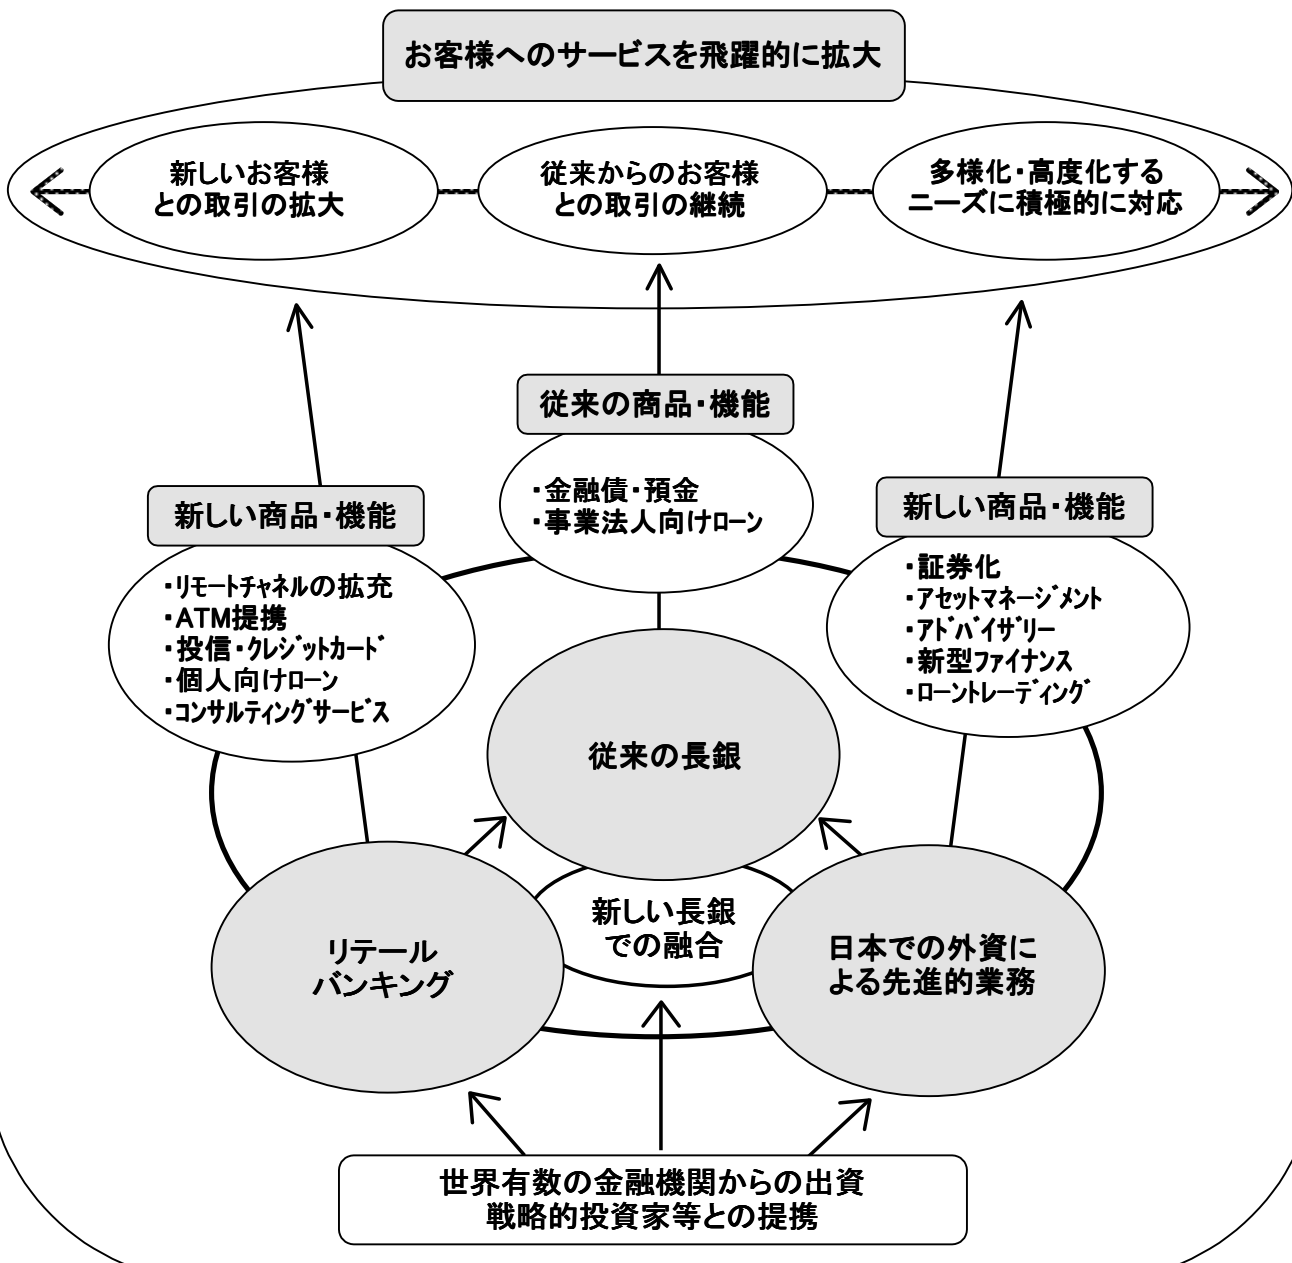 お客様へのサービスを飛躍的に拡大
新しいお客様
との取引の拡大
従来からのお客様
との取引の継続
多様化・高度化する
ニーズに積極的に対応
従来の商品・機能
・金融債・預金
・事業法人向けローン
新しい商品・機能
・リモートチャネルの拡充
・ATM提携
・投信・クレジットカード
・個人向けローン
・コンサルティングサービス
新しい商品・機能
・証券化
・アセットマネージメント
・アドバイザリー
・新型ファイナンス
・ローントレーディング
従来の長銀
新しい長銀
での融合
リテール
バンキング
日本での外資に
よる先進的業務
世界有数の金融機関からの出資
戦略的投資家等との提携